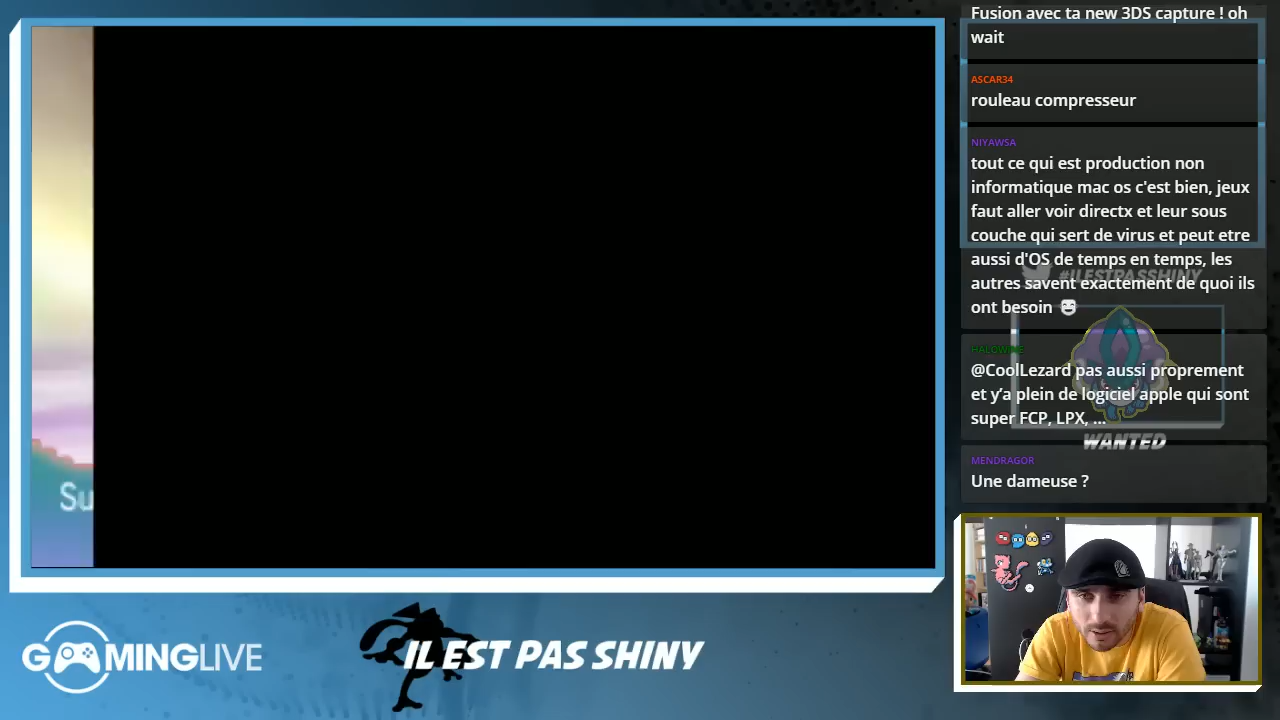 Su
Fusion avec ta new 3DS capture ! oh
wait
ASCAR34
rouleau compresseur
NIYAWSA
tout ce qui est production non
informatique mac os c'est bien, jeux
faut aller voir directx et leur sous
couche qui sert de virus et peut etre
aussi d'OS de temps en temps, les
autres savent exactement de quoi ils
ont besoin
#ILESTPASSHINY
@CoolLezard pas aussi proprement
et y'a plein de logiciel apple qui sont
super FCP, LPX, ...
WANTED
MENDRAGOR
Une dameuse ?
GAMINGLIVE
IL EST PAS SHINY